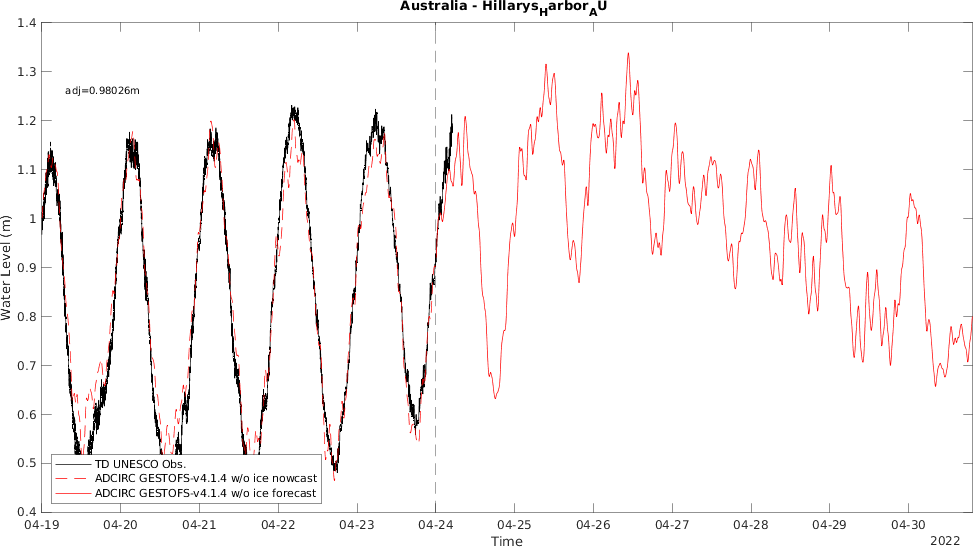 Australia - Hillarys_Harbor_AU
1.4
1.3
1.2
1.1
1
0.9
0.8
0.7
0.6
0.5
0.4
Water Level (m)
adj=0.98026m
TD UNESCO Obs.
ADCIRC GESTOFS-v4.1.4 w/o ice nowcast
ADCIRC GESTOFS-v4.1.4 w/o ice forecast
04-19 04-20 04-21 04-22 04-23 04-24 04-25 04-26 04-27 04-28 04-29 04-30
Time
2022